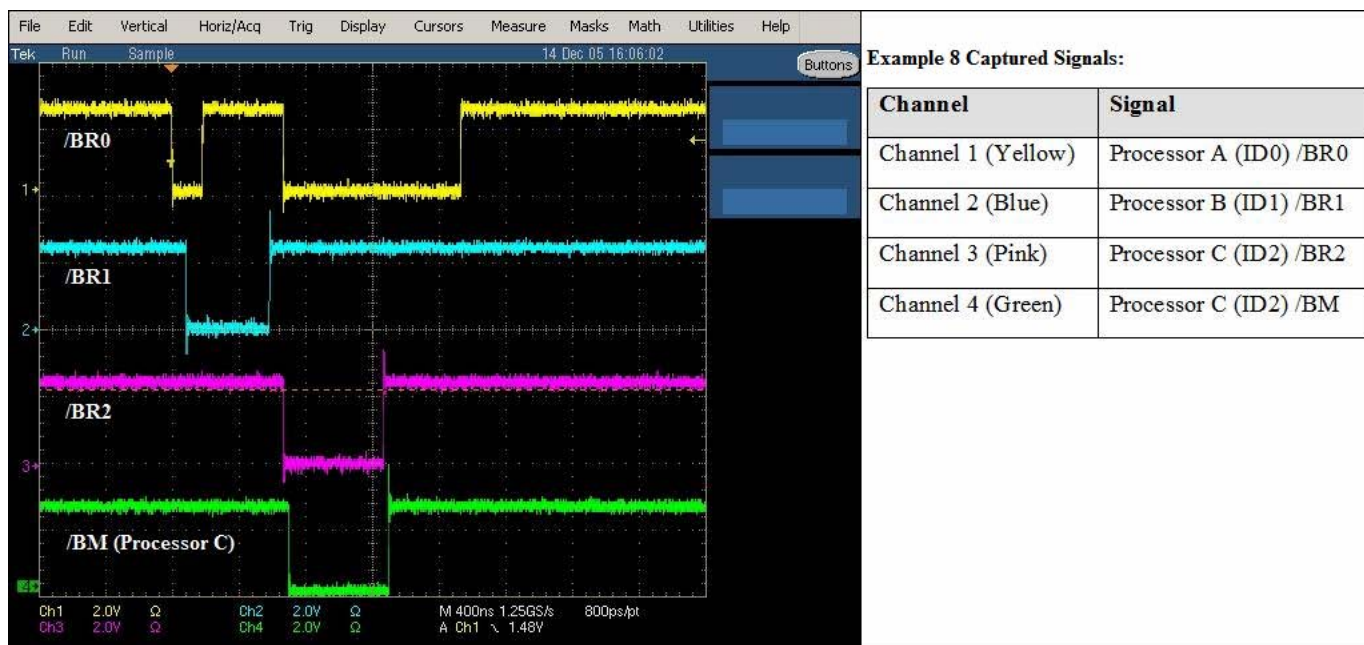 File Edit Vertical Horiz/Acq Trig Display Cursors Measure Masks Math Utilities Help
Tek Run Sample 14 Dec 05 16:06:02
Buttons
/BR0
1
/BR1
2
/BR2
3
/BM (Processor C)
4
Ch1 2.0V Ω Ch2 2.0V Ω M 400ns 1.25GS/s 800ps/pt
Ch3 2.0V Ω Ch4 2.0V Ω A Ch1 1.48V
Example 8 Captured Signals:
Channel Signal
Channel 1 (Yellow) Processor A (ID0) /BR0
Channel 2 (Blue) Processor B (ID1) /BR1
Channel 3 (Pink) Processor C (ID2) /BR2
Channel 4 (Green) Processor C (ID2) /BM